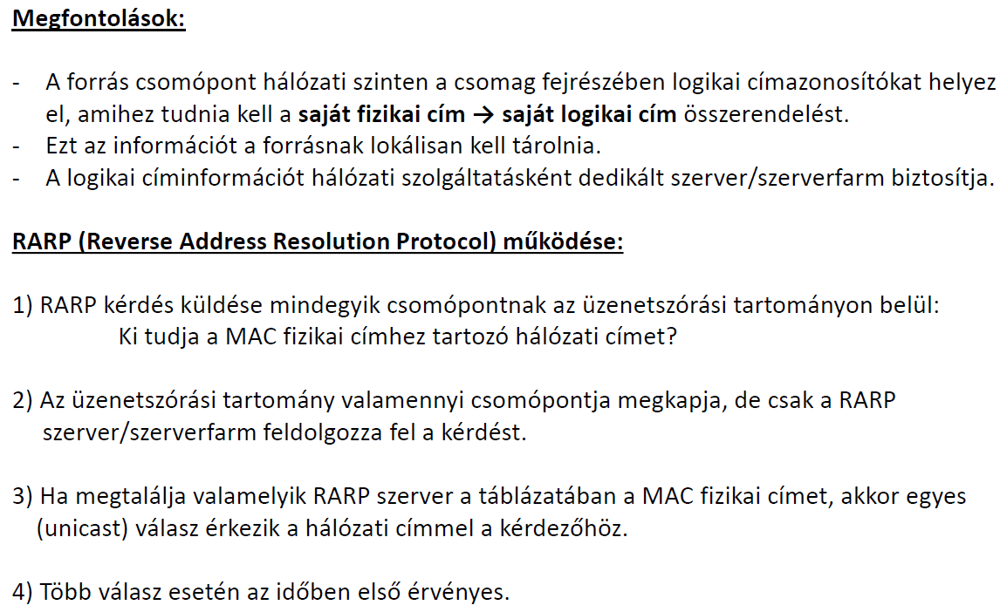 Megfontolások:
- A forrás csomópont hálózati szinten a csomag fejrészében logikai címazonosítókat helyez
el, amihez tudnia kell a saját fizikai cím → saját logikai cím összerendelést.
- Ezt az információt a forrásnak lokálisan kell tárolnia.
- A logikai címinformációt hálózati szolgáltatásként dedikált szerver/szerverfarm biztosítja.
RARP (Reverse Address Resolution Protocol) működése:
1) RARP kérdés küldése mindegyik csomópontnak az üzenetszórási tartományon belül:
Ki tudja a MAC fizikai címhez tartozó hálózati címet?
2) Az üzenetszórási tartomány valamennyi csomópontja megkapja, de csak a RARP
szerver/szerverfarm feldolgozza fel a kérdést.
3) Ha megtalálja valamelyik RARP szerver a táblázatában a MAC fizikai címet, akkor egyes
(unicast) válasz érkezik a hálózati címmel a kérdezőhöz.
4) Több válasz esetén az időben első érvényes.